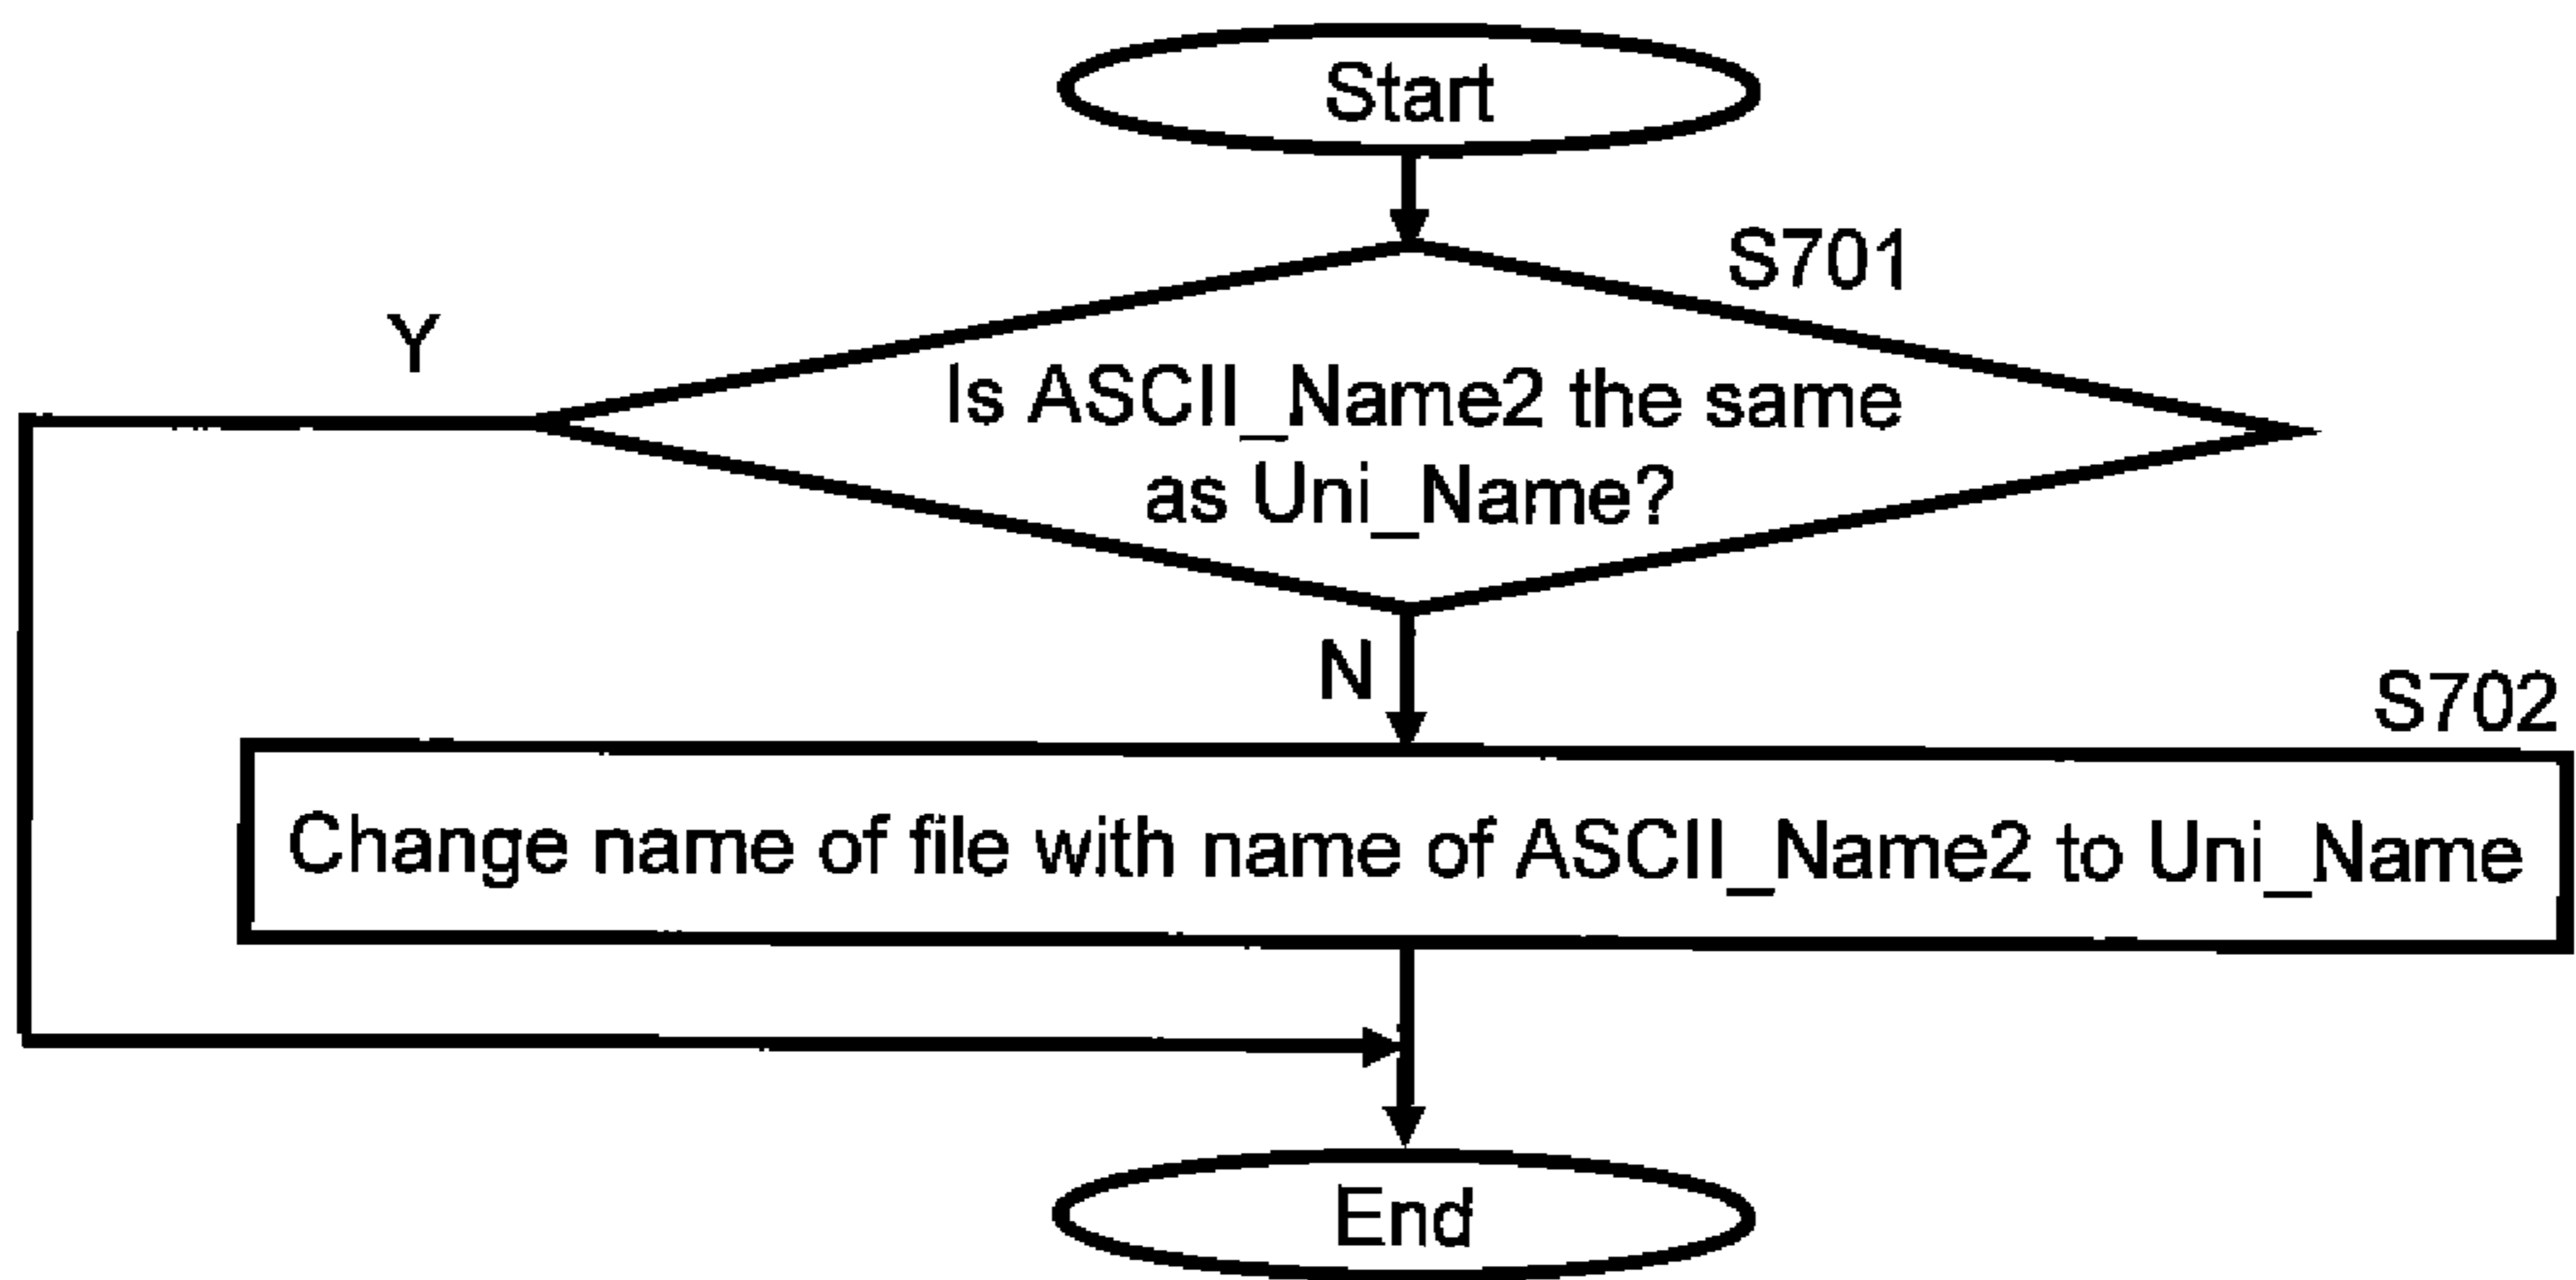 Start
S701
Y
Is ASCII_Name2 the same
as Uni_Name?
N
S702
Change name of file with name of ASCII_Name2 to Uni_Name
End